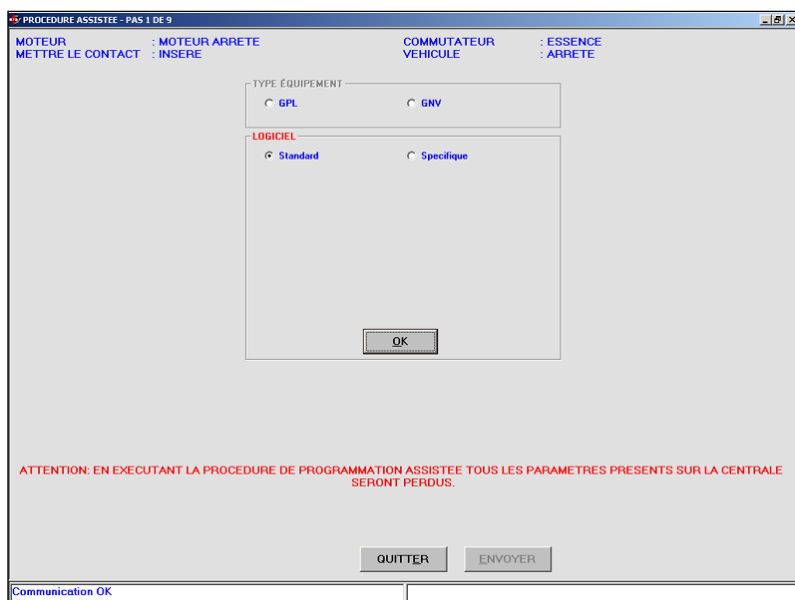 PROCEDURE ASSISTEE - PAS 1 DE 9
MOTEUR : MOTEUR ARRETE COMMUTATEUR : ESSENCE
METTRE LE CONTACT : INSERE VEHICULE : ARRETE
TYPE ÉQUIPEMENT
GPL GNV
LOGICIEL
Standard Specifique
OK
ATTENTION: EN EXECUTANT LA PROCEDURE DE PROGRAMMATION ASSISTEE TOUS LES PARAMETRES PRESENTS SUR LA CENTRALE
SERONT PERDUS.
QUITTER ENVOYER
Communication OK